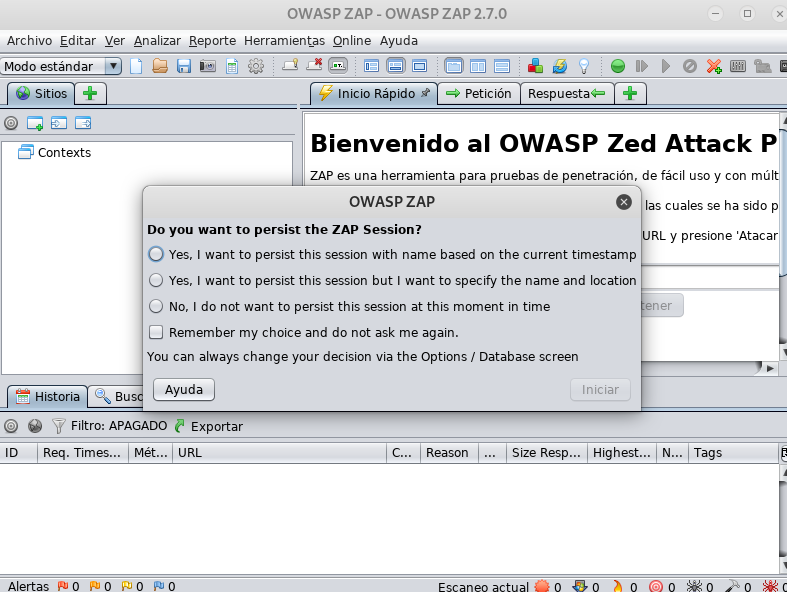 OWASP ZAP - OWASP ZAP 2.7.0
Archivo Editar Ver Analizar Reporte Herramientas Online Ayuda
Modo estándar
Sitios
Inicio Rápido Petición Respuesta
Contexts
Bienvenido al OWASP Zed Attack P
ZAP es una herramienta para pruebas de penetración, de fácil uso y con múlt
las cuales se ha sido p
URL y presione 'Atacar
tener
OWASP ZAP
Do you want to persist the ZAP Session?
Yes, I want to persist this session with name based on the current timestamp
Yes, I want to persist this session but I want to specify the name and location
No, I do not want to persist this session at this moment in time
Remember my choice and do not ask me again.
You can always change your decision via the Options / Database screen
Ayuda Iniciar
Historia Busc
Filtro: APAGADO Exportar
ID Req. Times... Mét... URL C... Reason ... Size Resp... Highest... N... Tags
Alertas 0 0 0 0 Escaneo actual 0 0 0 0 0 0 0